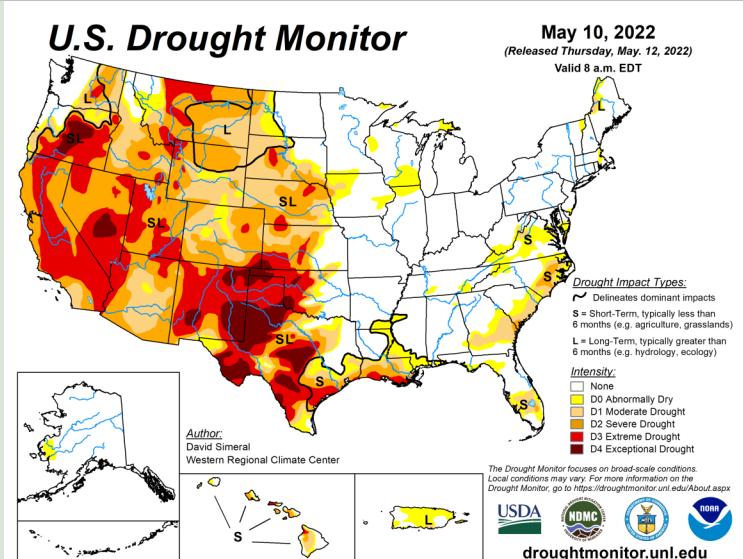 U.S. Drought Monitor
May 10, 2022
(Released Thursday, May. 12, 2022)
Valid 8 a.m. EDT
L
SL
L
L
SL
SL
S
S
SL
S
L
S
Drought Impact Types:
Delineates dominant impacts
S = Short-Term, typically less than
6 months (e.g. agriculture, grasslands)
L = Long-Term, typically greater than
6 months (e.g. hydrology, ecology)
Intensity:
None
D0 Abnormally Dry
D1 Moderate Drought
D2 Severe Drought
D3 Extreme Drought
D4 Exceptional Drought
Author:
David Simeral
Western Regional Climate Center
S
L
The Drought Monitor focuses on broad-scale conditions.
Local conditions may vary. For more information on the
Drought Monitor, go to https://droughtmonitor.unl.edu/About.aspx
USDA
NDMC
NOAA
droughtmonitor.unl.edu